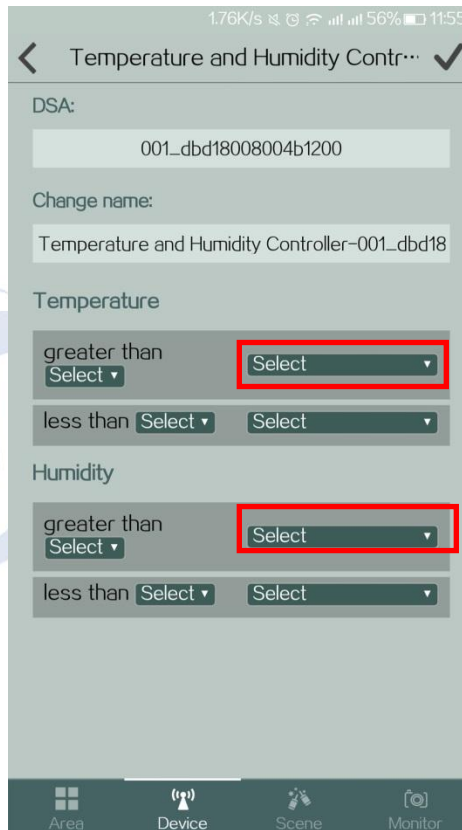 1.76K/s 56% 11:55
Temperature and Humidity Contr...
DSA:
001_dbd18008004b1200
Change name:
Temperature and Humidity Controller-001_dbd18
Temperature
greater than
Select Select
less than Select Select
Humidity
greater than
Select Select
less than Select Select
Area Device Scene Monitor